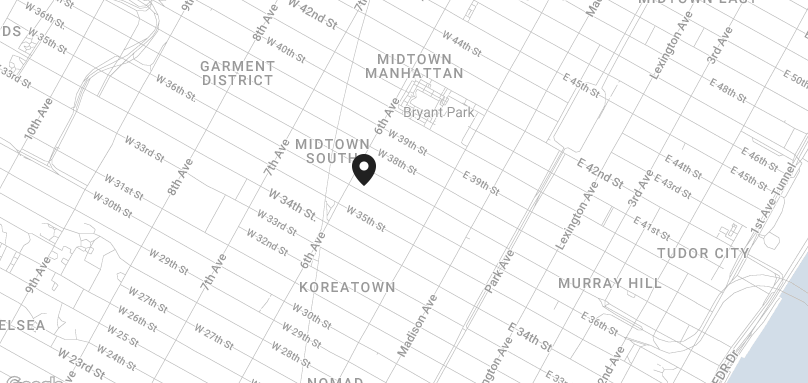 W 42nd St
MIDTOWN EAST
W 36th St
8th Ave
W 35th St
W 44th St
3rd Ave
Lexington Ave
W 40th St
MIDTOWN
MANHATTAN
GARMENT
DISTRICT
E 50th
33rd St
W 36th St
E 45th St
E 48th St
Bryant Park
10th Ave
6th Ave
W 39th St
W 33rd St
MIDTOWN
SOUTH
7th Ave
W 38th St
E 46th St
E 44th St
E 42nd St
E 45th St
8th Ave
W 31st St
E 39th St
E 43rd St
3rd Ave
1st Ave Tunnel
W 30th St
W 34th St
W 35th St
Lexington Ave
E 41st St
W 33rd St
W 32nd St
6th Ave
TUDOR CITY
W 29th St
7th Ave
Park Ave
9th Ave
KOREATOWN
MURRAY HILL
W 27th St
W 26th St
W 30th St
Madison Ave
E 36th St
ELSEA
W 25 St
W 27th St
W 29th St
E 34th St
W 24th St
W 28th St
W 23rd St
2nd Ave
FDR Dr
NOMAD